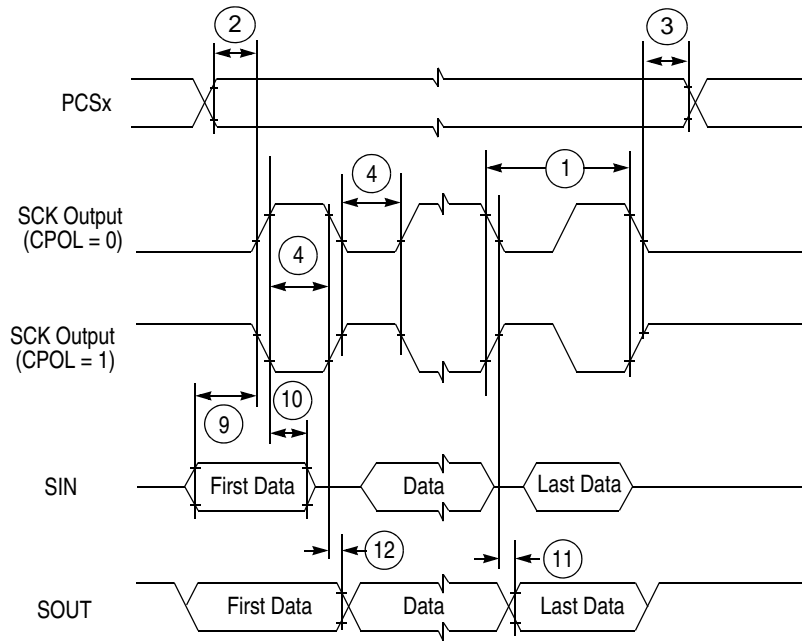 2
3
PCSx
4
1
SCK Output
(CPOL = 0)
4
SCK Output
(CPOL = 1)
9
10
SIN
First Data
Data
Last Data
12
11
SOUT
First Data
Data
Last Data